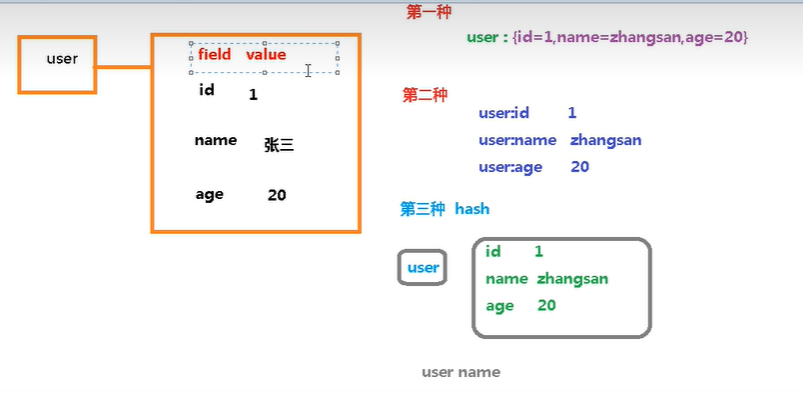 user
field value
id 1
name 张三
age 20
第一种
user : {id=1,name=zhangsan,age=20}
第二种
user:id 1
user:name zhangsan
user:age 20
第三种 hash
user
id 1
name zhangsan
age 20
user name